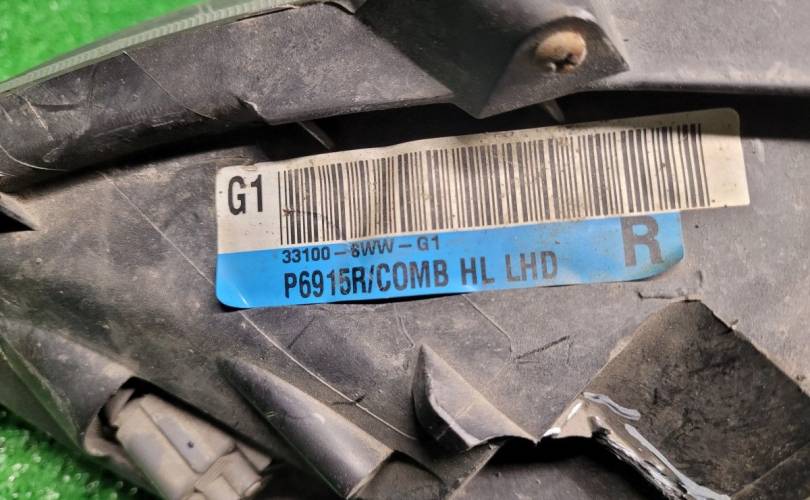 G1
33100-SWW-G1
P6915R/COMB HL LHD
R